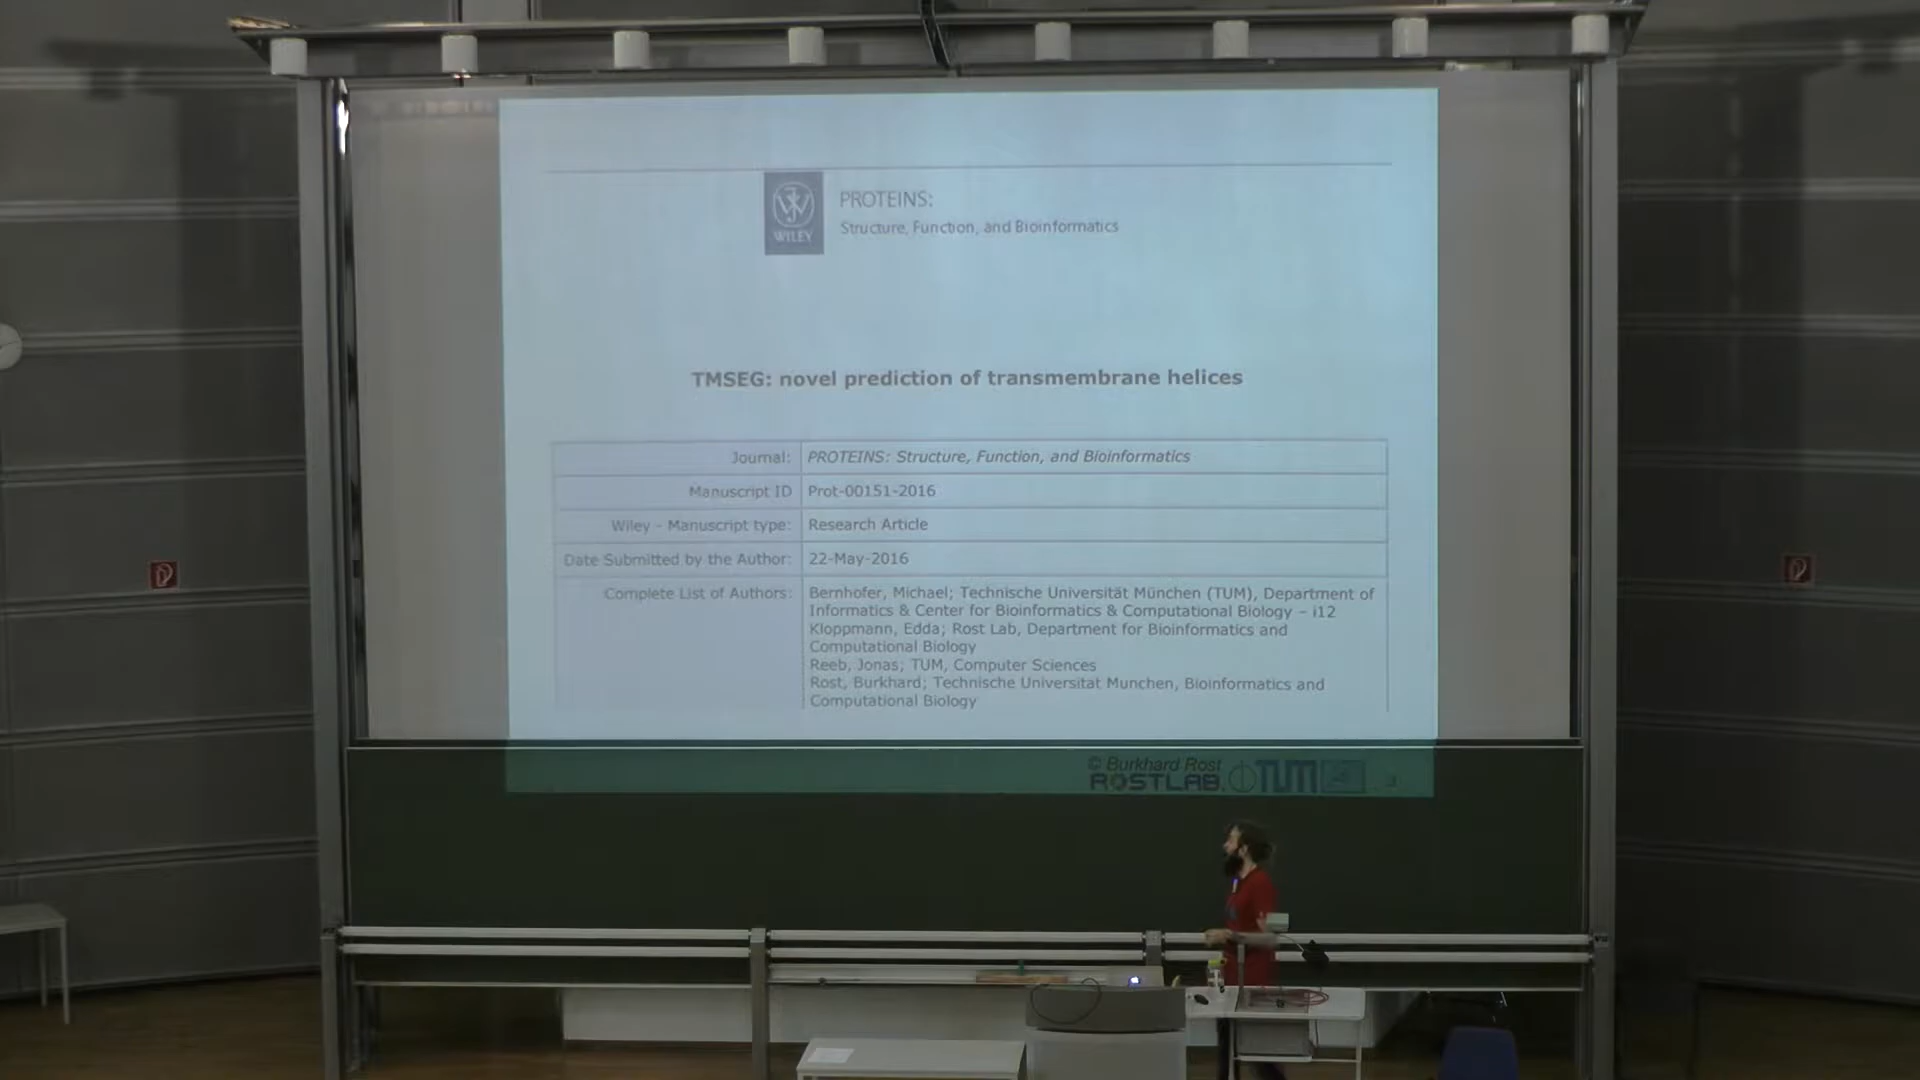 WILEY
PROTEINS:
Structure, Function, and Bioinformatics
TMSEG: novel prediction of transmembrane helices
Journal: PROTEINS: Structure, Function, and Bioinformatics
Manuscript ID Prot-00151-2016
Wiley - Manuscript type: Research Article
Date Submitted by the Author: 22-May-2016
Complete List of Authors: Bernhofer, Michael; Technische Universität München (TUM), Department of
Informatics & Center for Bioinformatics & Computational Biology – i12
Kloppmann, Edda; Rost Lab, Department for Bioinformatics and
Computational Biology
Reeb, Jonas; TUM, Computer Sciences
Rost, Burkhard; Technische Universitat Munchen, Bioinformatics and
Computational Biology
© Burkhard Rost
ROSTLAB TUM